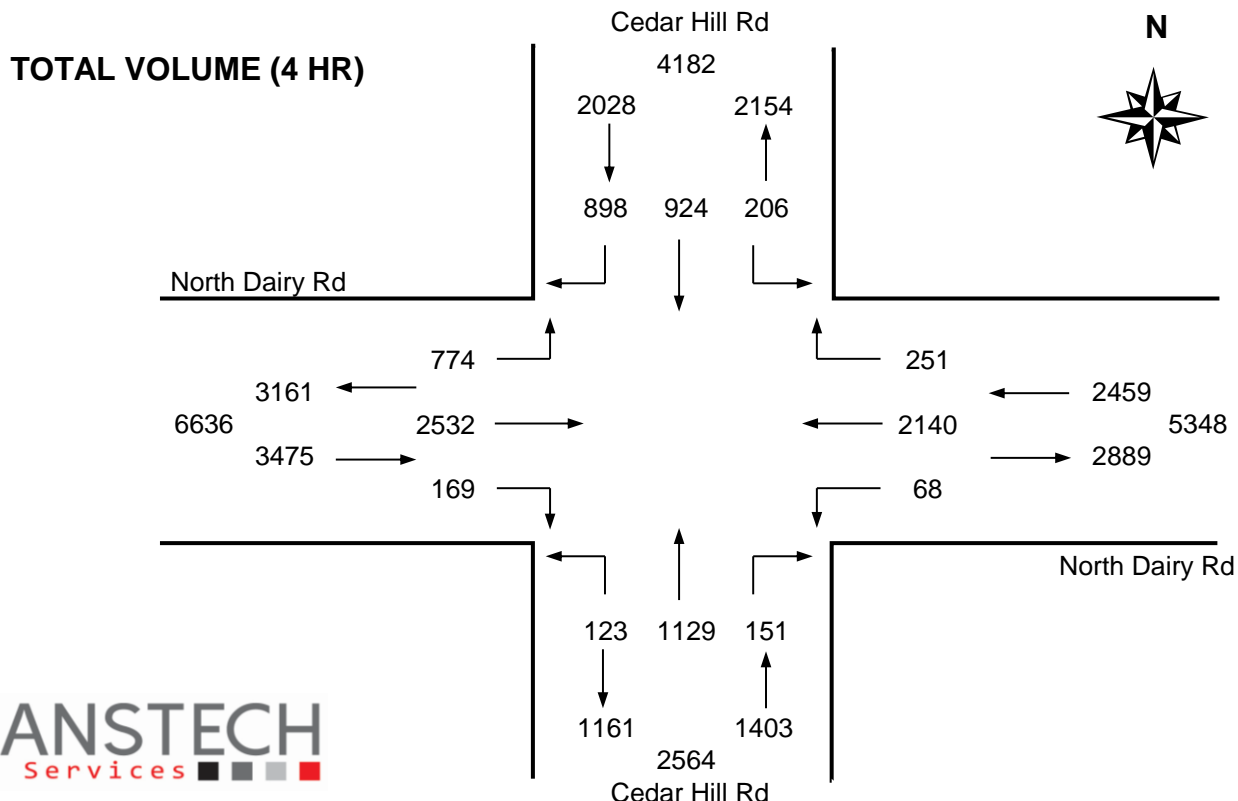 Cedar Hill Rd
N
TOTAL VOLUME (4 HR)
4182
2028 2154
898 924 206
North Dairy Rd
774 251
3161 2459
6636 2532 2140 5348
3475 2889
169 68
North Dairy Rd
123 1129 151
1161 1403
2564
Cedar Hill Rd
ANSTECH
Services